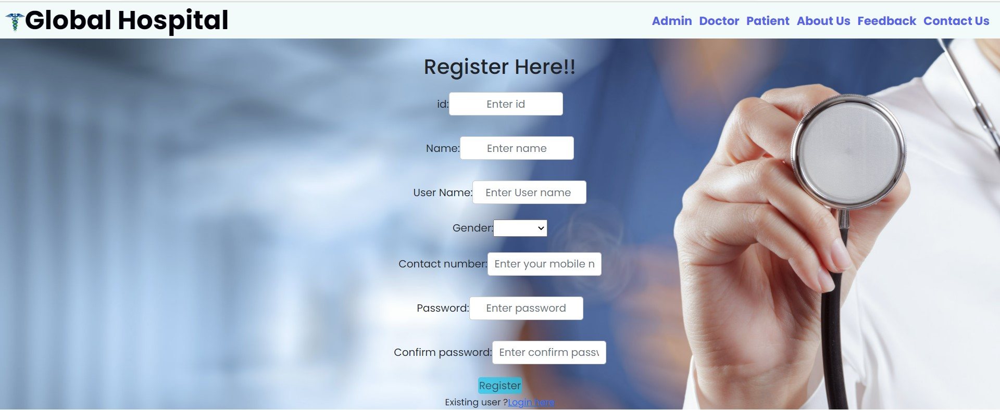 Global Hospital
Admin Doctor Patient About Us Feedback Contact Us
Register Here!!
id: Enter id
Name: Enter name
User Name: Enter User name
Gender:
Contact number: Enter your mobile n
Password: Enter password
Confirm password: Enter confirm passw
Register
Existing user ?Login here